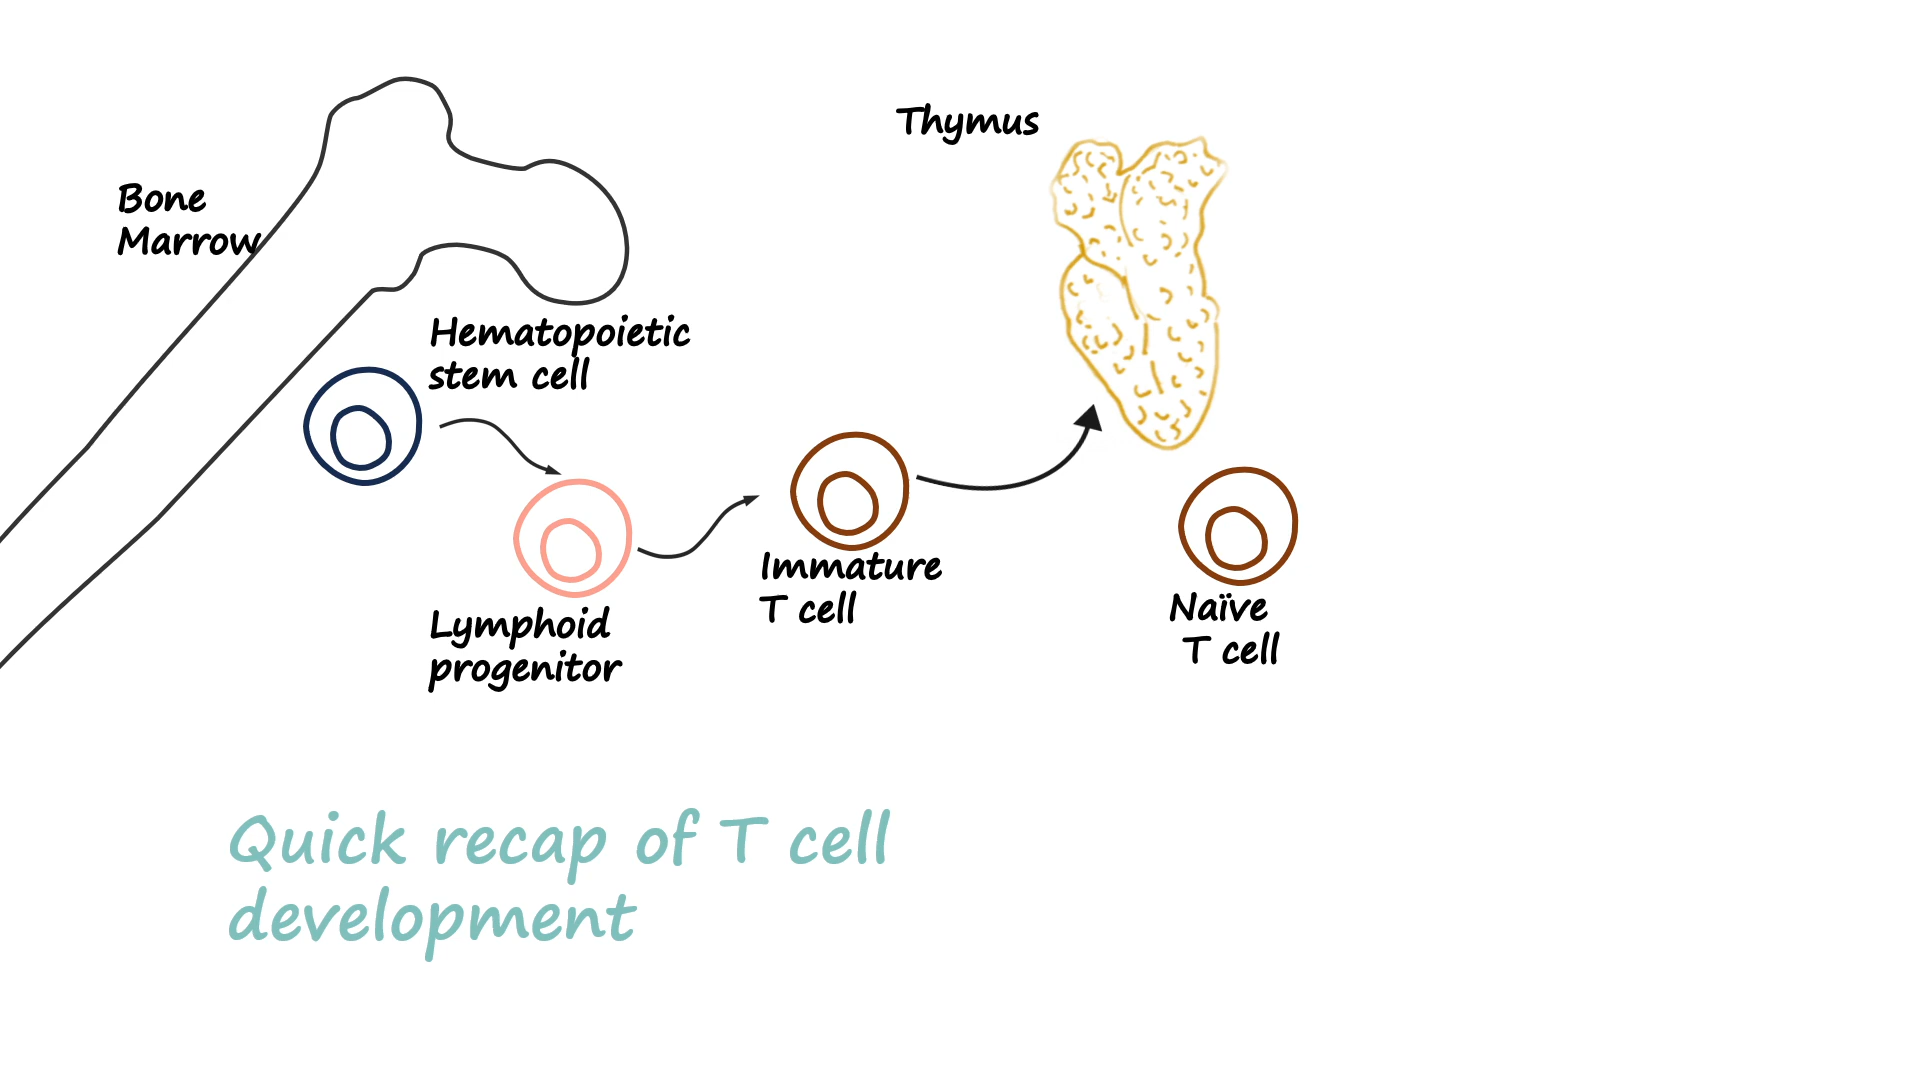 Bone
Marrow
Thymus
Hematopoietic
stem cell
Lymphoid
progenitor
Immature
T cell
Naïve
T cell
Quick recap of T cell
development